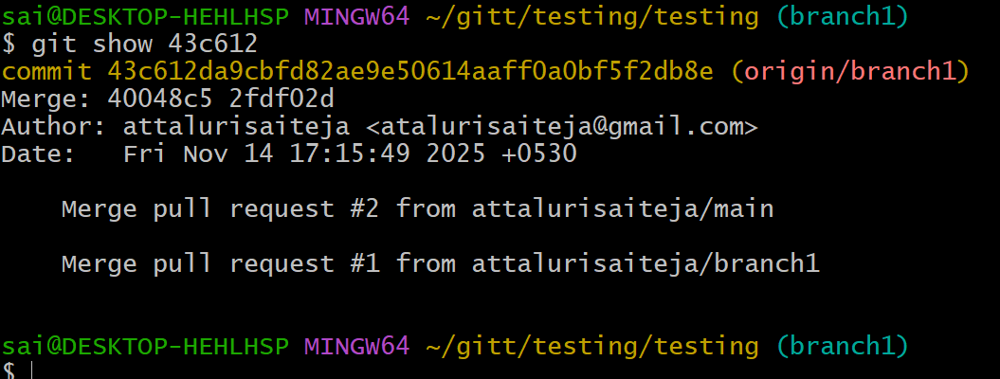 sai@DESKTOP-HEHLHSP MINGW64 ~/gitt/testing/testing (branch1)
$ git show 43c612
commit 43c612da9cbfd82ae9e50614aaff0a0bf5f2db8e (origin/branch1)
Merge: 40048c5 2fdf02d
Author: attalurisaiteja <atalurisaiteja@gmail.com>
Date:   Fri Nov 14 17:15:49 2025 +0530

    Merge pull request #2 from attalurisaiteja/main

    Merge pull request #1 from attalurisaiteja/branch1


sai@DESKTOP-HEHLHSP MINGW64 ~/gitt/testing/testing (branch1)
$